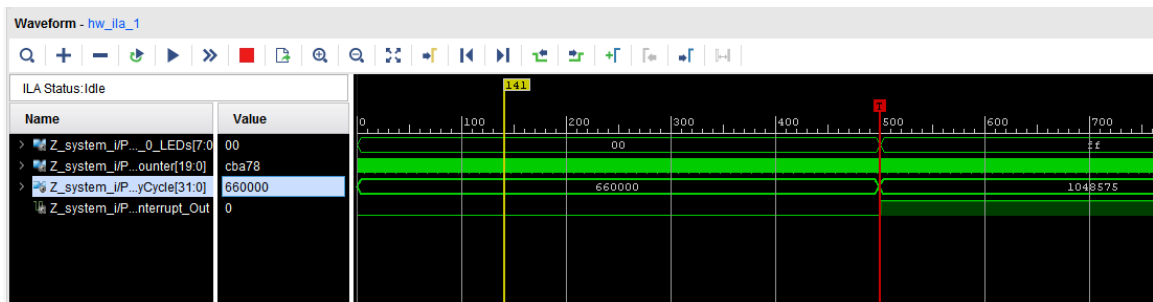 Waveform - hw_ila_1
ILA Status:Idle
141
T
Name Value
0 100 200 300 400 500 600 700
Z_system_i/P..._0_LEDs[7:0 00 00 ff
Z_system_i/P...ounter[19:0] cba78
Z_system_i/P...yCycle[31:0] 660000 660000 1048575
Z_system_i/P...nterrupt_Out 0